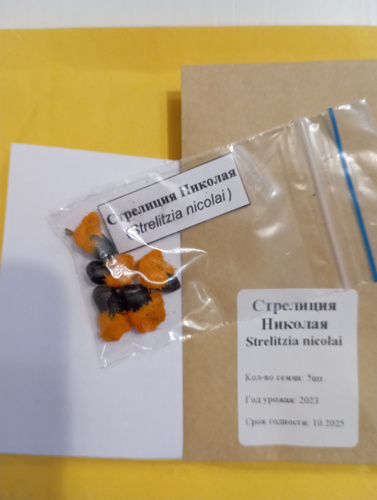 Стрелиция Николая
(Strelitzia nicolai)
Стрелиция
Николая
Strelitzia nicolai
Кол-во семян: 5шт.
Год урожая: 2023
Срок годности: 10.2025